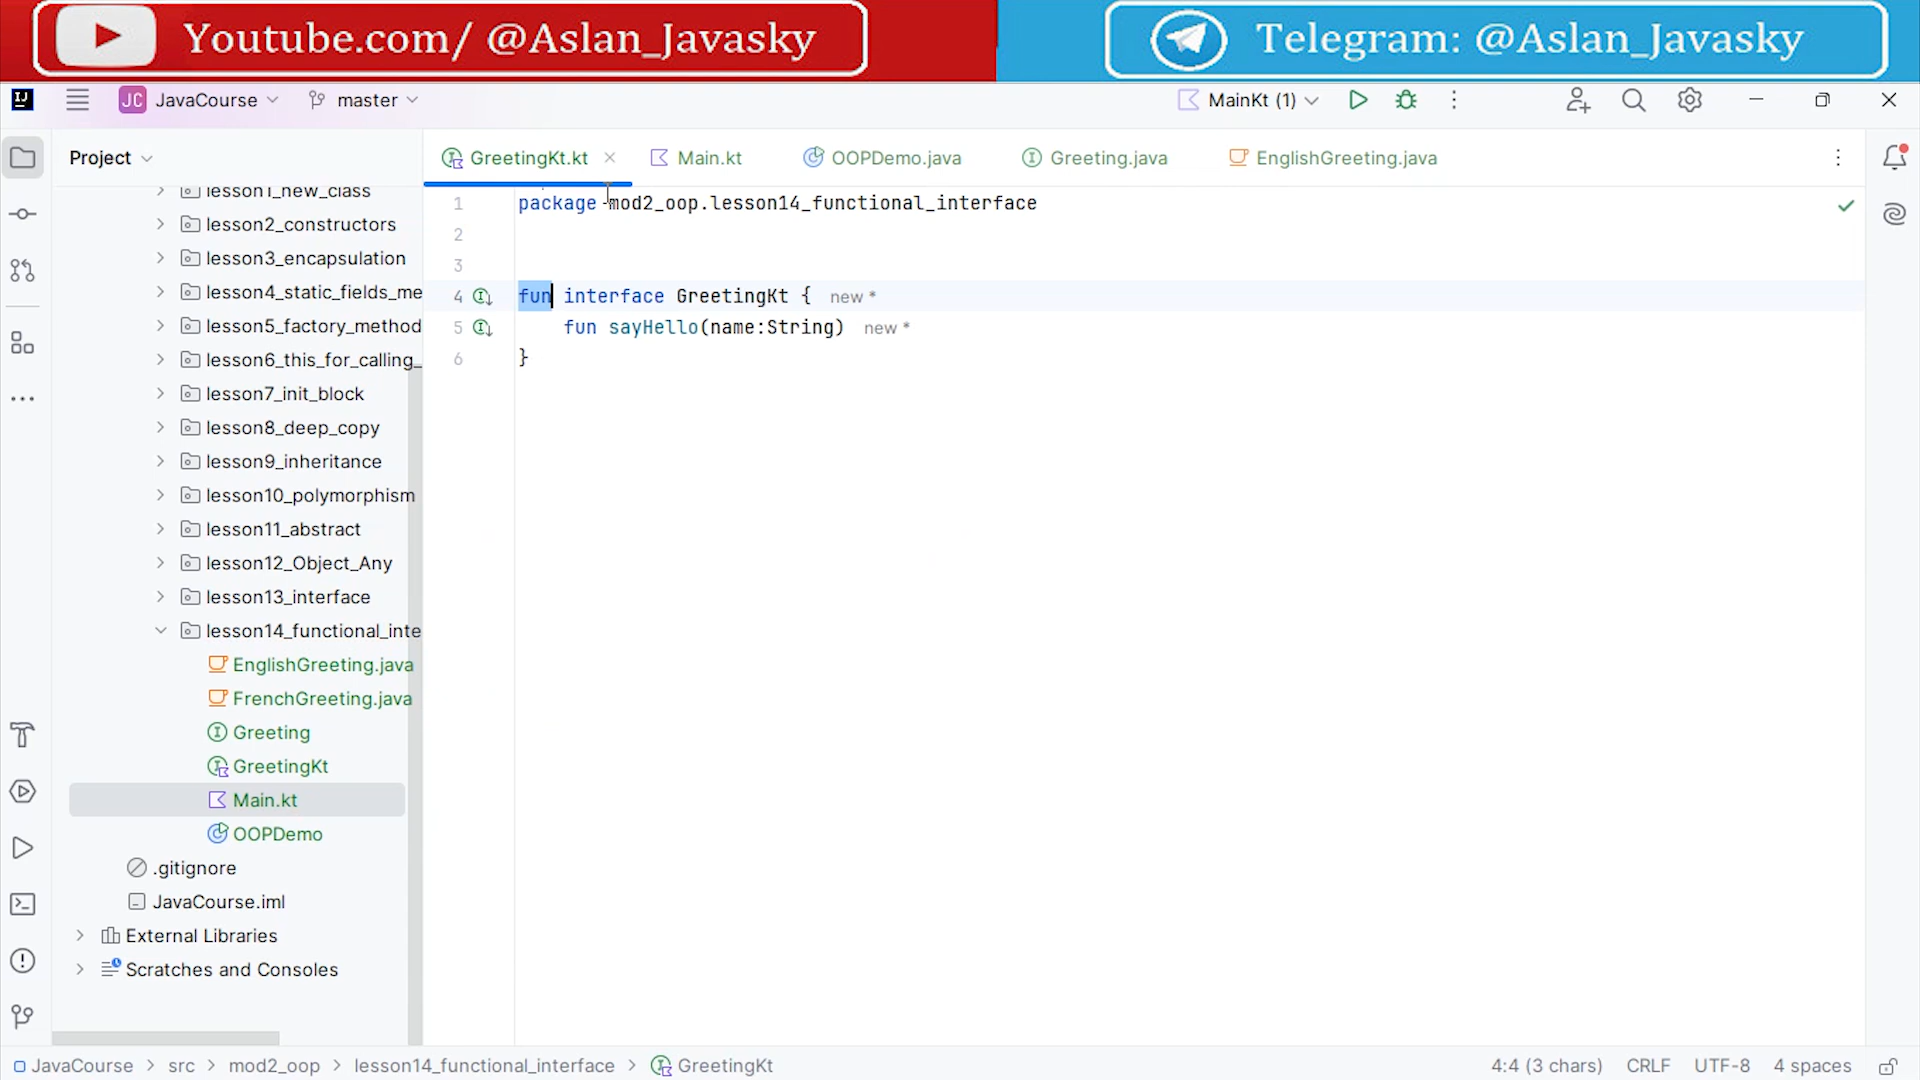 Youtube.com/ @Aslan_Javasky
Telegram: @Aslan_Javasky
IJ
JC JavaCourse
master
MainKt (1)
Project
GreetingKt.kt
Main.kt
OOPDemo.java
Greeting.java
EnglishGreeting.java
lesson1_new_class
lesson2_constructors
lesson3_encapsulation
lesson4_static_fields_me
lesson5_factory_method
lesson6_this_for_calling_
lesson7_init_block
lesson8_deep_copy
lesson9_inheritance
lesson10_polymorphism
lesson11_abstract
lesson12_Object_Any
lesson13_interface
lesson14_functional_inte
EnglishGreeting.java
FrenchGreeting.java
Greeting
GreetingKt
Main.kt
OOPDemo
.gitignore
JavaCourse.iml
External Libraries
Scratches and Consoles
1 package mod2_oop.lesson14_functional_interface
2
3
4 fun interface GreetingKt { new *
5 fun sayHello(name:String) new *
6 }
JavaCourse > src > mod2_oop > lesson14_functional_interface > GreetingKt
4:4 (3 chars)
CRLF
UTF-8
4 spaces